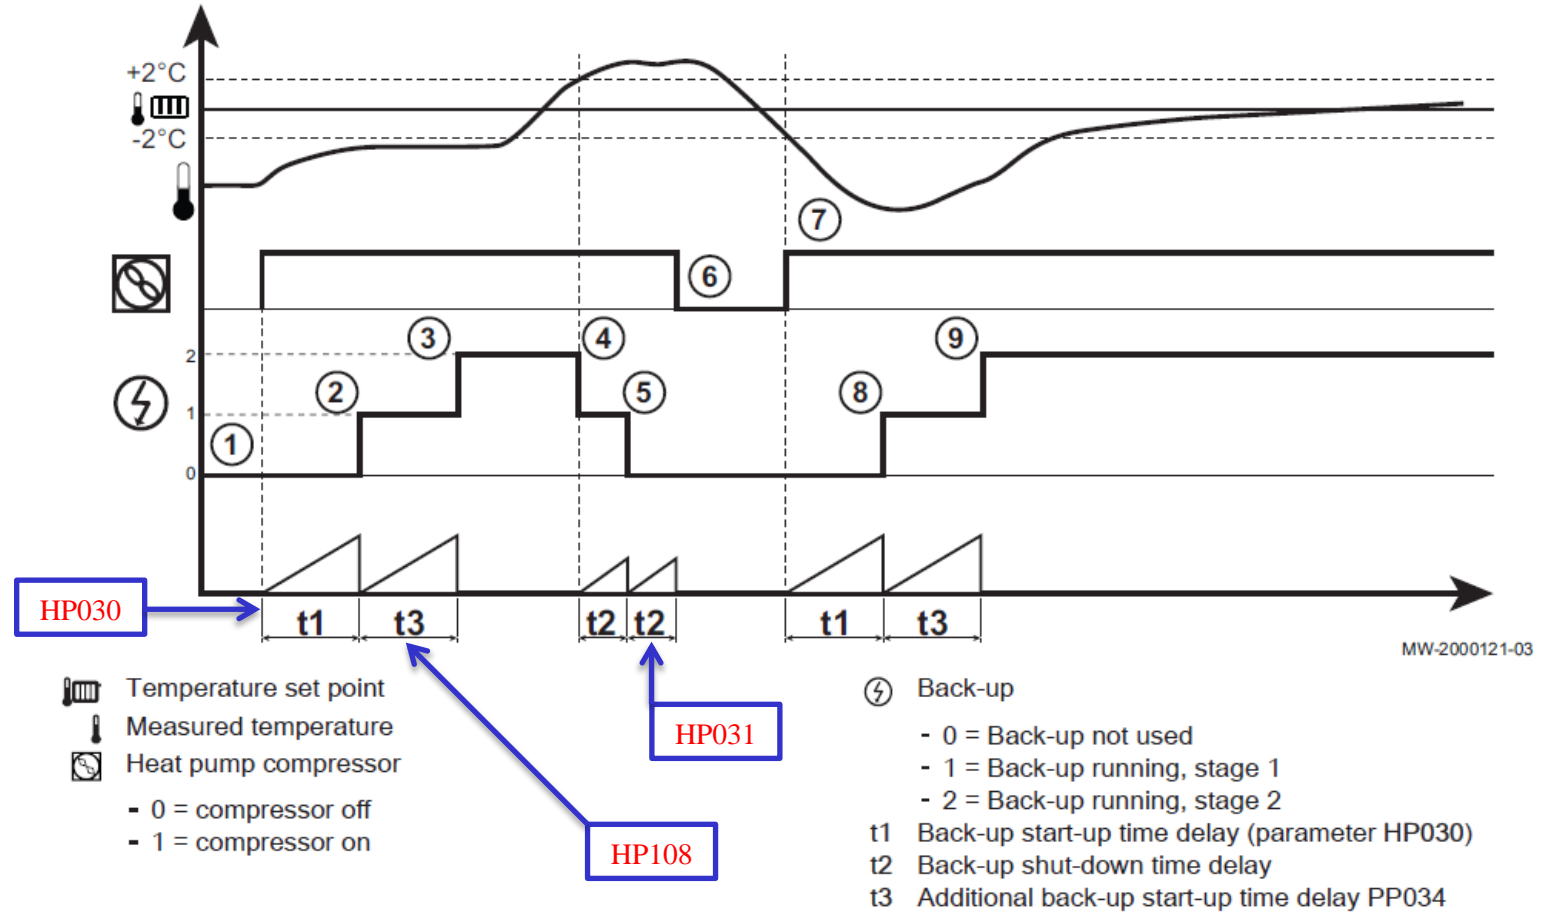 +2°C
-2°C
7
6
3
4
9
2
2
5
8
1
1
0
HP030
t1
t3
t2
t2
t1
t3
MW-2000121-03
Temperature set point
Measured temperature
Heat pump compressor
- 0 = compressor off
- 1 = compressor on
HP031
HP108
Back-up
- 0 = Back-up not used
- 1 = Back-up running, stage 1
- 2 = Back-up running, stage 2
t1 Back-up start-up time delay (parameter HP030)
t2 Back-up shut-down time delay
t3 Additional back-up start-up time delay PP034